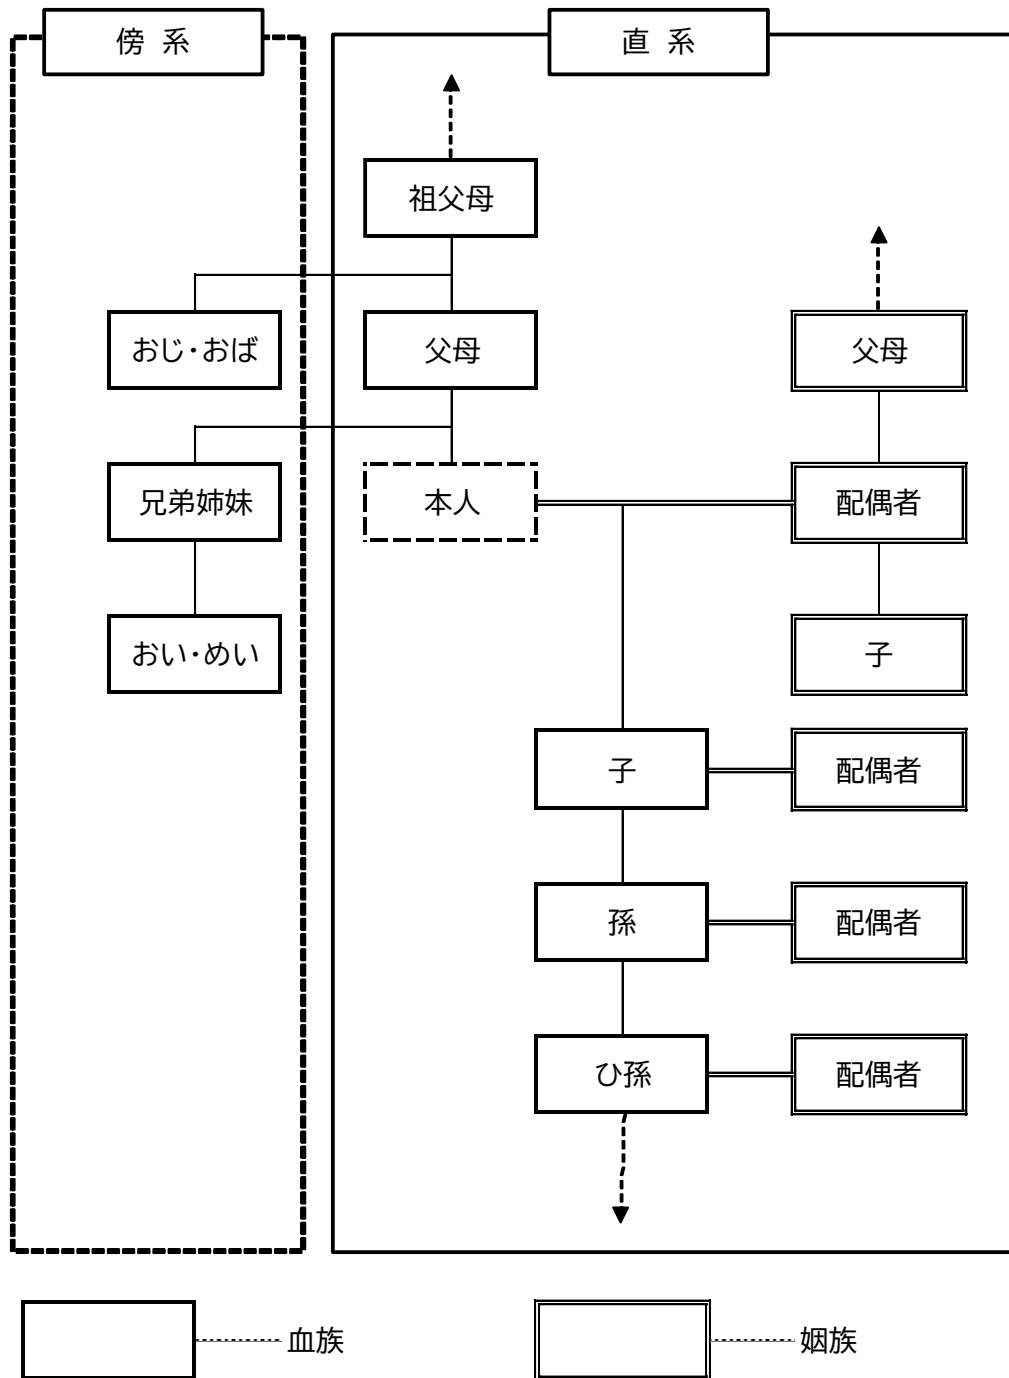 傍 系
直 系
祖父母
おじ・おば
父母
父母
兄弟姉妹
本人
配偶者
おい・めい
子
子
配偶者
孫
配偶者
ひ孫
配偶者
血族
姻族